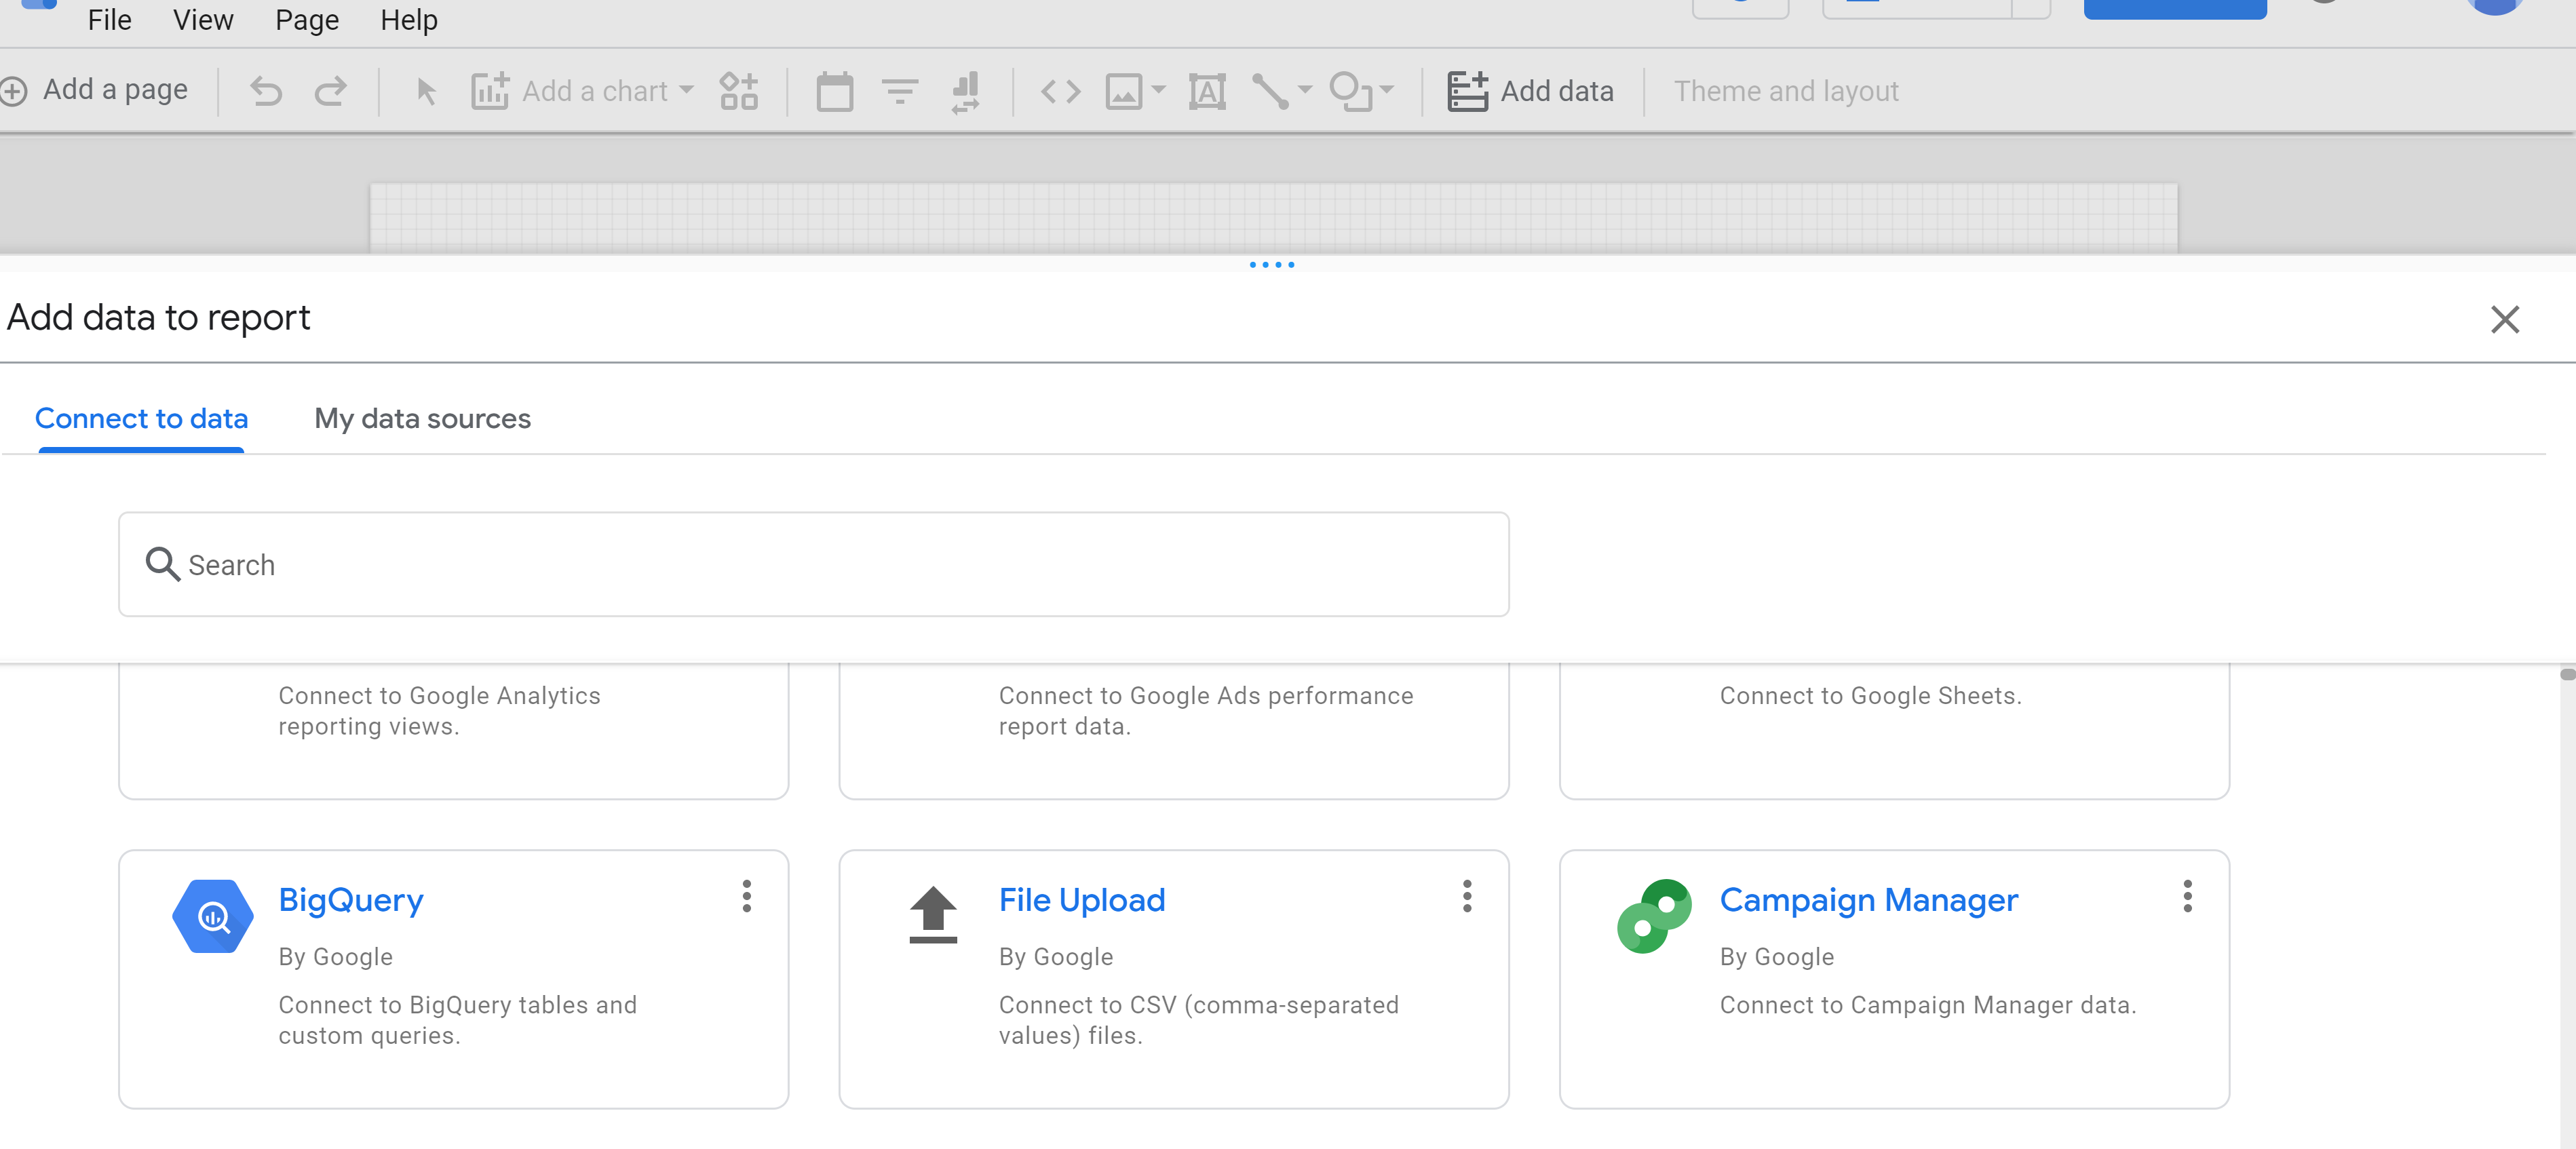 File View Page Help
Add a page Add a chart Add data Theme and layout
Add data to report
Connect to data My data sources
Search
Connect to Google Analytics
reporting views.
Connect to Google Ads performance
report data.
Connect to Google Sheets.
BigQuery
By Google
Connect to BigQuery tables and
custom queries.
File Upload
By Google
Connect to CSV (comma-separated
values) files.
Campaign Manager
By Google
Connect to Campaign Manager data.